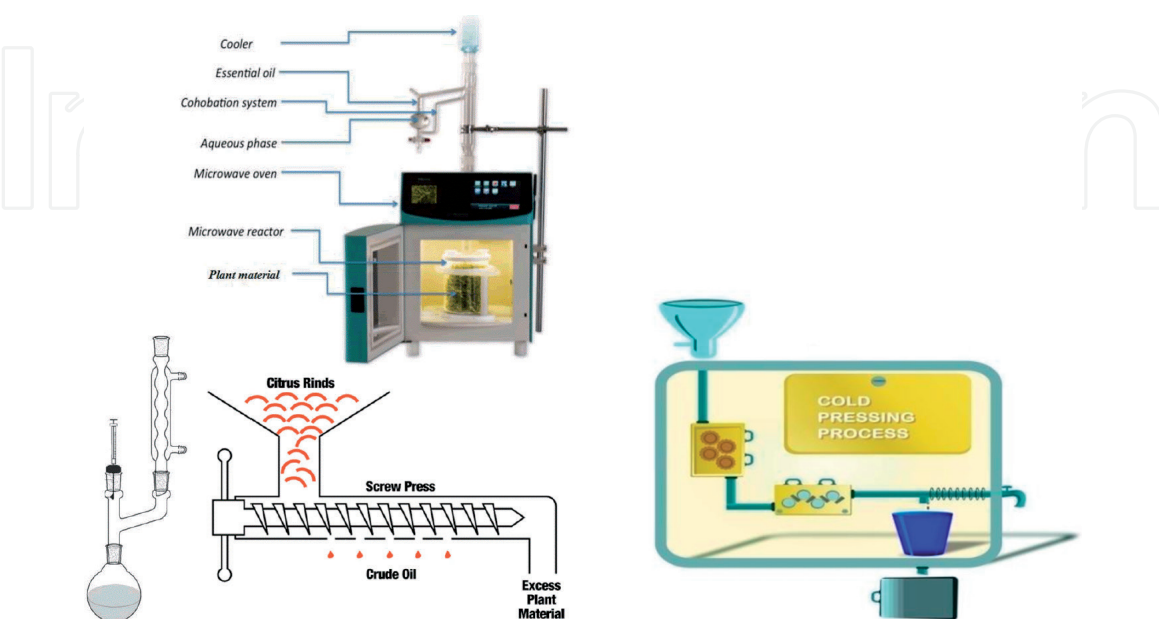 Cooler
Essential oil
Cohobation system
Aqueous phase
Microwave oven
Microwave reactor
Plant material
Citrus Rinds
Screw Press
Crude Oil
Excess
Plant
Material
COLD
PRESSING
PROCESS